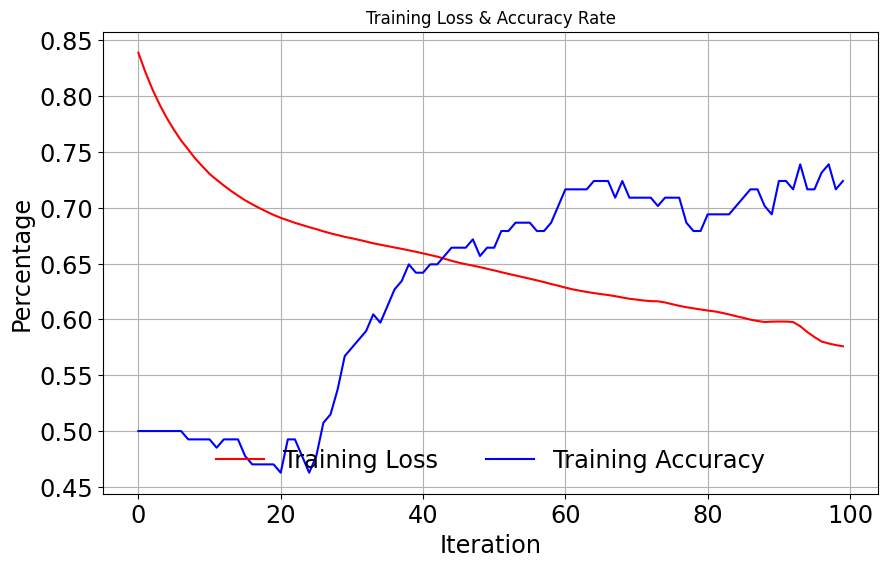 Training Loss & Accuracy Rate
0.85
0.80
0.75
0.70
0.65
0.60
0.55
0.50
0.45
Percentage
Training Loss Training Accuracy
0 20 40 60 80 100
Iteration